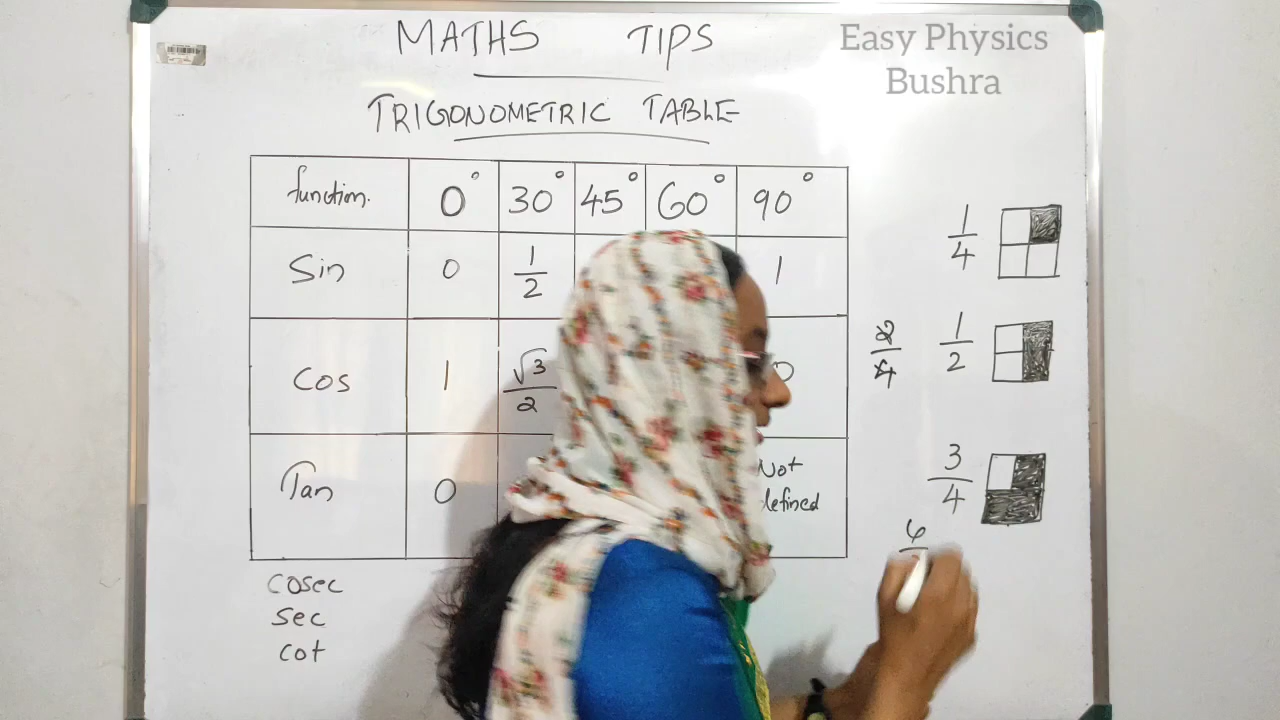 MATHS TIPS
Easy Physics
Bushra
TRIGONOMETRIC TABLE
function. 0° 30° 45° 60° 90°
Sin 0 1/2 1
Cos 1 √3/2 0
Tan 0 Not
defined
cosec
sec
cot
1/4
2/4 1/2
3/4